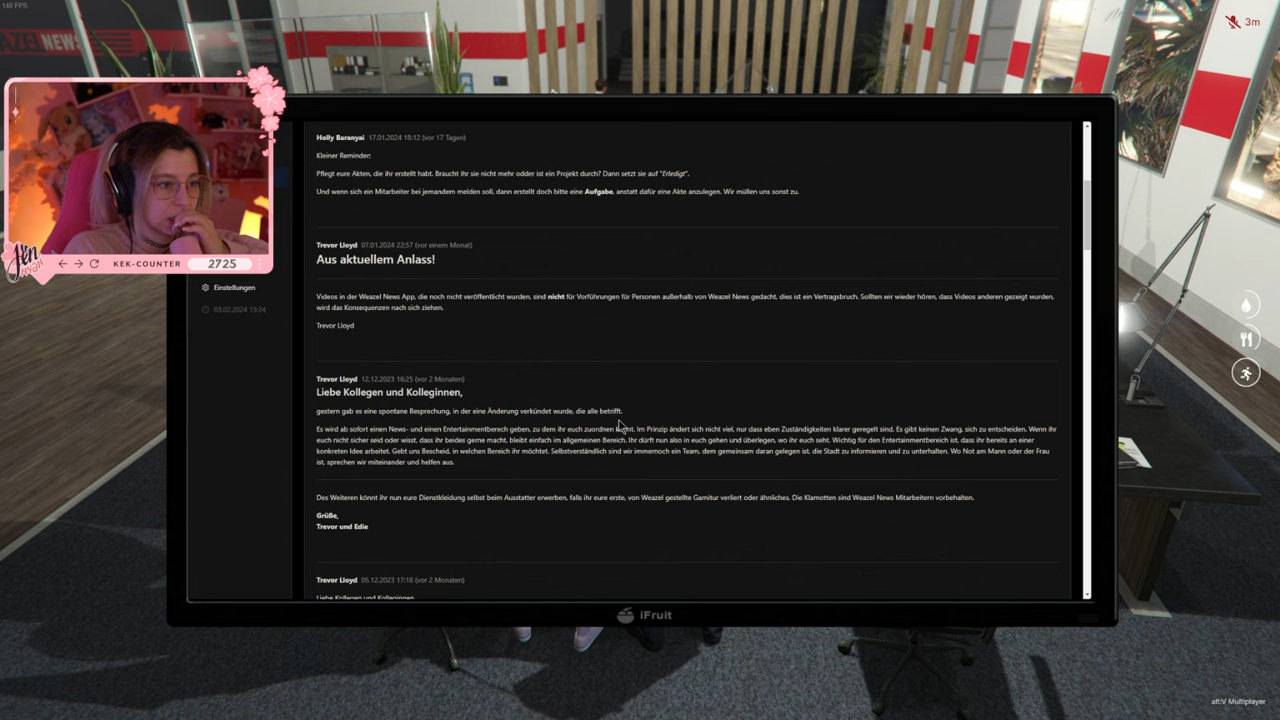 140 FPS
WEAZEL NEWS
3m
Jen
nyan
KEK-COUNTER 2725
Einstellungen
03.02.2024 13:24
Holly Baranyai 17.01.2024 18:12 (vor 17 Tagen)
Kleiner Reminder:
Pflegt eure Akten, die ihr erstellt habt. Braucht ihr sie nicht mehr odder ist ein Projekt durch? Dann setzt sie auf "Erledigt".
Und wenn sich ein Mitarbeiter bei jemandem melden soll, dann erstellt doch bitte eine Aufgabe, anstatt dafür eine Akte anzulegen. Wir müllen uns sonst zu.
Trevor Lloyd 07.01.2024 22:57 (vor einem Monat)
Aus aktuellem Anlass!
Videos in der Weazel News App, die noch nicht veröffentlicht wurden, sind nicht für Vorführungen für Personen außerhalb von Weazel News gedacht, dies ist ein Vertragsbruch. Sollten wir wieder hören, dass Videos anderen gezeigt wurden,
wird das Konsequenzen nach sich ziehen.
Trevor Lloyd
Trevor Lloyd 12.12.2023 16:25 (vor 2 Monaten)
Liebe Kollegen und Kolleginnen,
gestern gab es eine spontane Besprechung, in der eine Änderung verkündet wurde, die alle betrifft.
Es wird ab sofort einen News- und einen Entertainmentberech geben, zu dem ihr euch zuordnen könnt. Im Prinzip ändert sich nicht viel, nur dass eben Zuständigkeiten klarer geregelt sind. Es gibt keinen Zwang, sich zu entscheiden, Wenn ihr
euch nicht sicher seid oder wisst, dass ihr beides gerne macht, bleibt einfach im allgemeinen Bereich. Ihr dürft nun also in euch gehen und überlegen, wo ihr euch seht. Wichtig für den Entertainmentbereich ist, dass ihr bereits an einer
konkreten Idee arbeitet. Gebt uns Bescheid, in welchen Bereich ihr möchtet. Selbstverständlich sind wir immernoch ein Team, dem gemeinsam daran gelegen ist, die Stadt zu informieren und zu unterhalten. Wo Not am Mann oder der Frau
ist, sprechen wir miteinander und helfen aus.
Des Weiteren könnt ihr nun eure Dienstkleidung selbst beim Ausstatter erwerben, falls ihr eure erste, von Weazel gestellte Garnitur verliert oder ähnliches. Die Klamotten sind Weazel News Mitarbeitern vorbehalten.
Grüße,
Trevor und Edie
Trevor Lloyd 05.12.2023 17:18 (vor 2 Monaten)
Liebe Kollegen und Kolleginnen
iFruit
alt:V Multiplayer